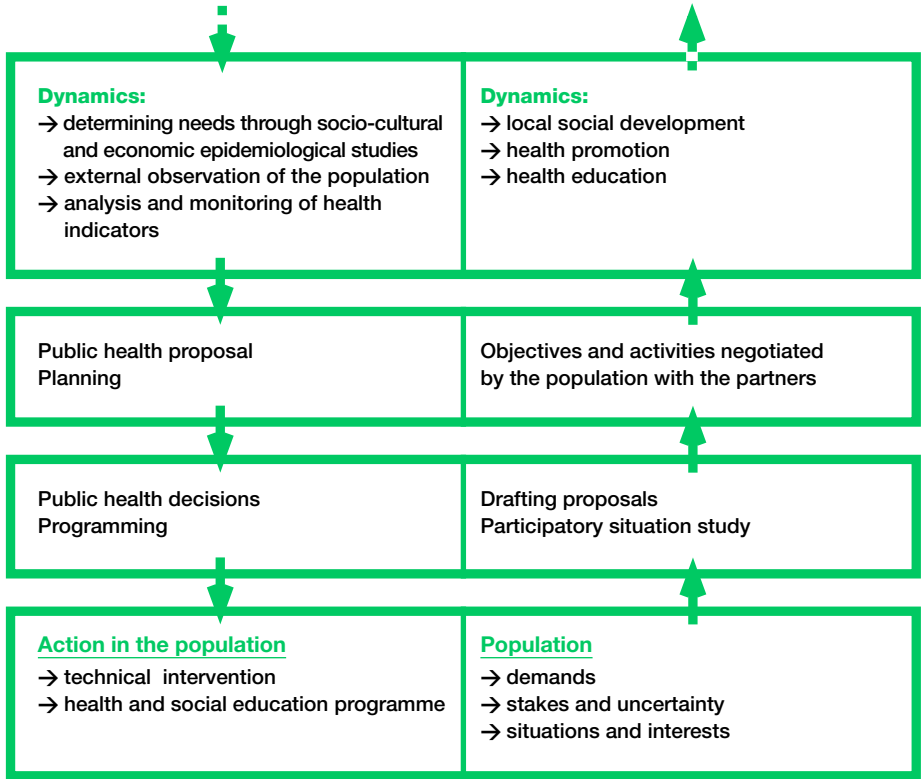 Dynamics:
→ determining needs through socio-cultural
and economic epidemiological studies
→ external observation of the population
→ analysis and monitoring of health
indicators
Dynamics:
→ local social development
→ health promotion
→ health education
Public health proposal
Planning
Objectives and activities negotiated
by the population with the partners
Public health decisions
Programming
Drafting proposals
Participatory situation study
Action in the population
→ technical intervention
→ health and social education programme
Population
→ demands
→ stakes and uncertainty
→ situations and interests